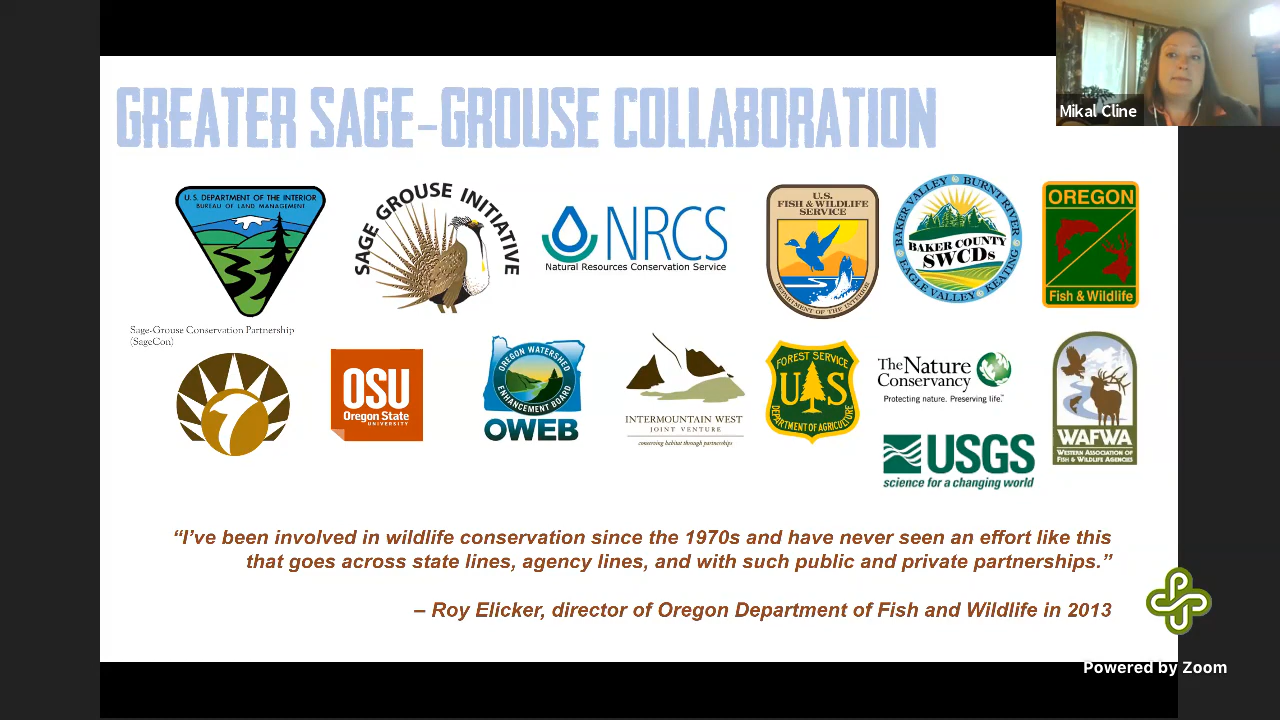 GREATER SAGE-GROUSE COLLABORATION
Mikal Cline
U.S. DEPARTMENT OF THE INTERIOR
BUREAU OF LAND MANAGEMENT
SAGE GROUSE INITIATIVE
NRCS
Natural Resources Conservation Service
U.S.
FISH & WILDLIFE
SERVICE
DEPARTMENT OF THE INTERIOR
BAKER VALLEY
BURNT RIVER
BAKER COUNTY
SWCDs
EAGLE VALLEY
KEATING
OREGON
Fish & Wildlife
Sage-Grouse Conservation Partnership
(SageCon)
OSU
Oregon State
UNIVERSITY
OREGON WATERSHED
ENHANCEMENT BOARD
OWEB
INTERMOUNTAIN WEST
JOINT VENTURE
conserving habitat through partnerships
FOREST SERVICE
U S
DEPARTMENT OF AGRICULTURE
The Nature
Conservancy
Protecting nature. Preserving life.™
USGS
science for a changing world
WAFWA
WESTERN ASSOCIATION OF
FISH & WILDLIFE AGENCIES
“I’ve been involved in wildlife conservation since the 1970s and have never seen an effort like this
that goes across state lines, agency lines, and with such public and private partnerships.”
– Roy Elicker, director of Oregon Department of Fish and Wildlife in 2013
Powered by Zoom